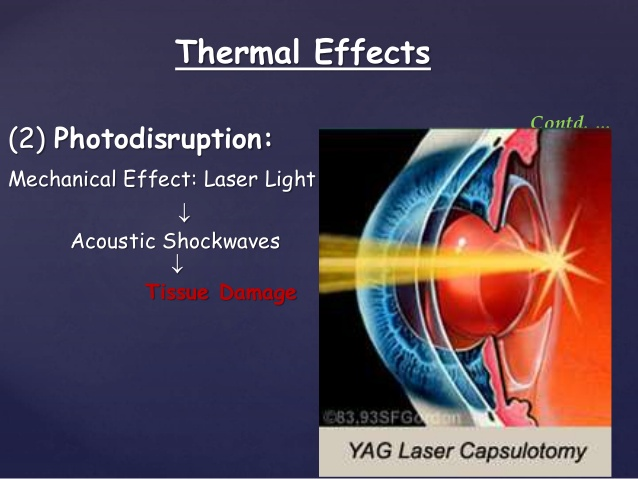 Thermal Effects
Contd. ...
(2) Photodisruption:
Mechanical Effect: Laser Light
↓
Acoustic Shockwaves
↓
Tissue Damage
©83,93SFGordon
YAG Laser Capsulotomy